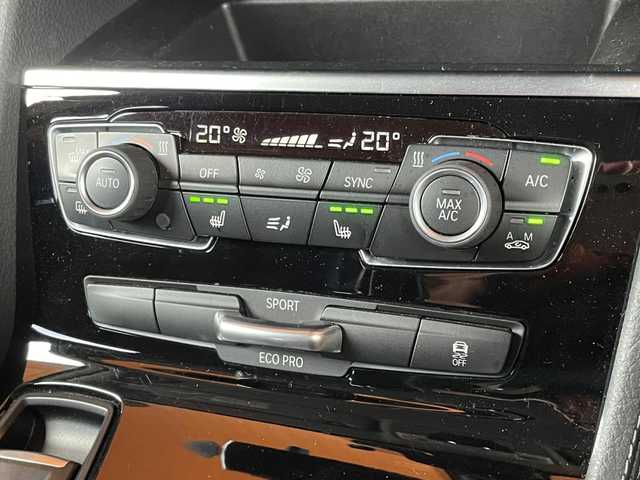 20° 20°
AUTO OFF SYNC MAX A/C A/C
A M
SPORT
ECO PRO OFF